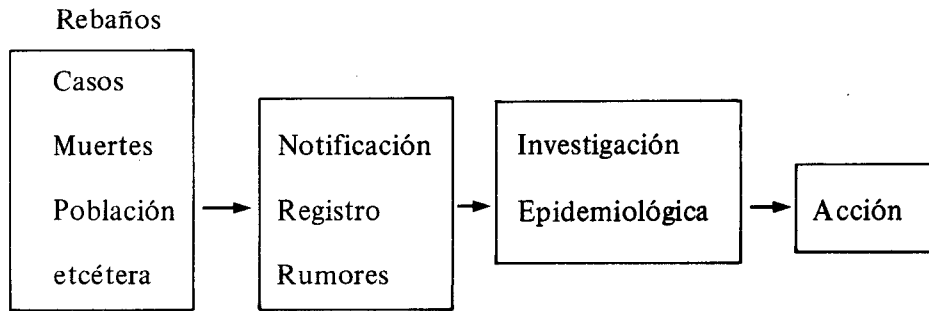 Rebaños
Casos
Muertes
Población
etcétera
Notificación
Registro
Rumores
Investigación
Epidemiológica
Acción